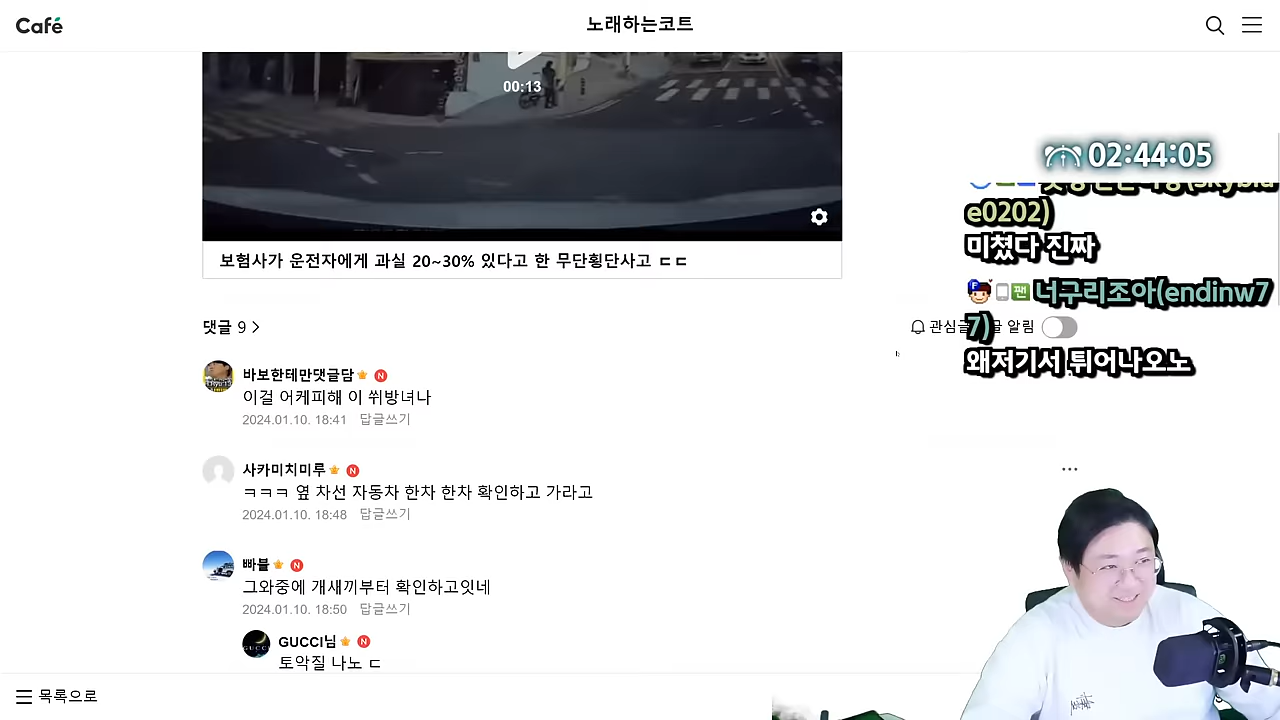 Café
노래하는코트
00:13
보험사가 운전자에게 과실 20~30% 있다고 한 무단횡단사고 ㄷㄷ
02:44:05
e0202)
미쳤다 진짜
팬 너구리조아(endinw7
7)
왜저기서 튀어나오노
댓글 9
관심글 댓글 알림
바보한테만댓글담 N
이걸 어케피해 이 쒸방녀나
2024.01.10. 18:41 답글쓰기
사카미치미루 N
ㅋㅋㅋ 옆 차선 자동차 한차 한차 확인하고 가라고
2024.01.10. 18:48 답글쓰기
빠블 N
그와중에 개새끼부터 확인하고잇네
2024.01.10. 18:50 답글쓰기
GUCCI님 N
토악질 나노 ㄷ
목록으로